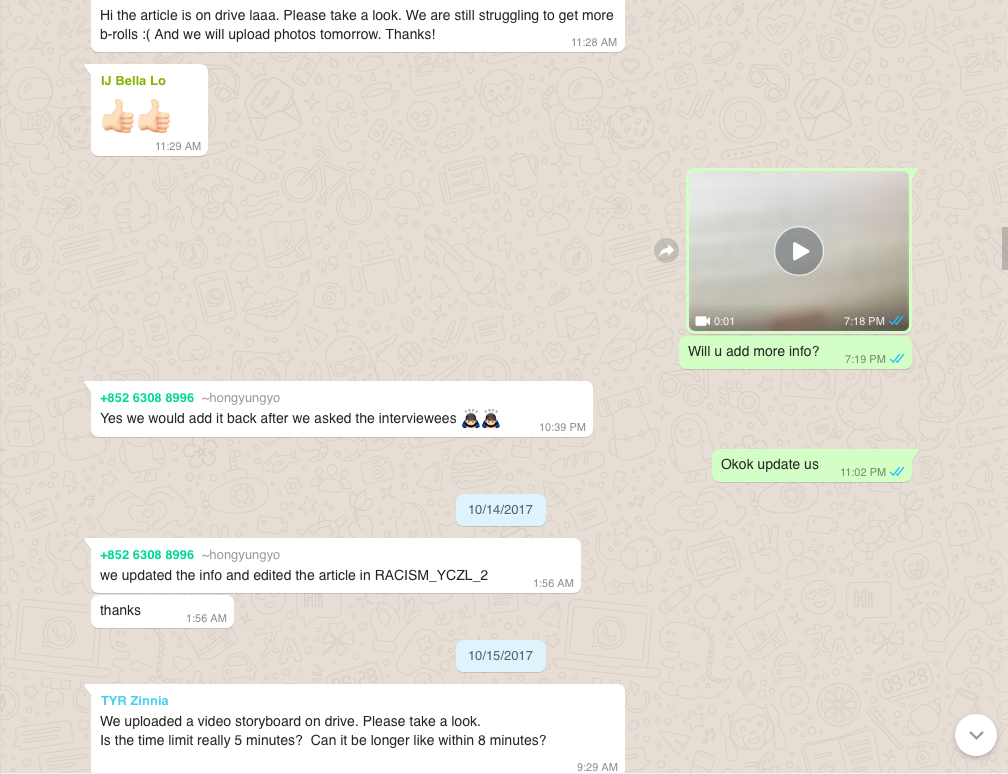 Hi the article is on drive laaa. Please take a look. We are still struggling to get more
b-rolls :( And we will upload photos tomorrow. Thanks!
11:28 AM
IJ Bella Lo
👍🏻👍🏻
11:29 AM
0:01
7:18 PM
Will u add more info?
7:19 PM
+852 6308 8996 ~hongyungyo
Yes we would add it back after we asked the interviewees 🙇🏻🙇🏻
10:39 PM
Okok update us
11:02 PM
10/14/2017
+852 6308 8996 ~hongyungyo
we updated the info and edited the article in RACISM_YCZL_2
1:56 AM
thanks
1:56 AM
10/15/2017
TYR Zinnia
We uploaded a video storyboard on drive. Please take a look.
Is the time limit really 5 minutes?  Can it be longer like within 8 minutes?
9:29 AM